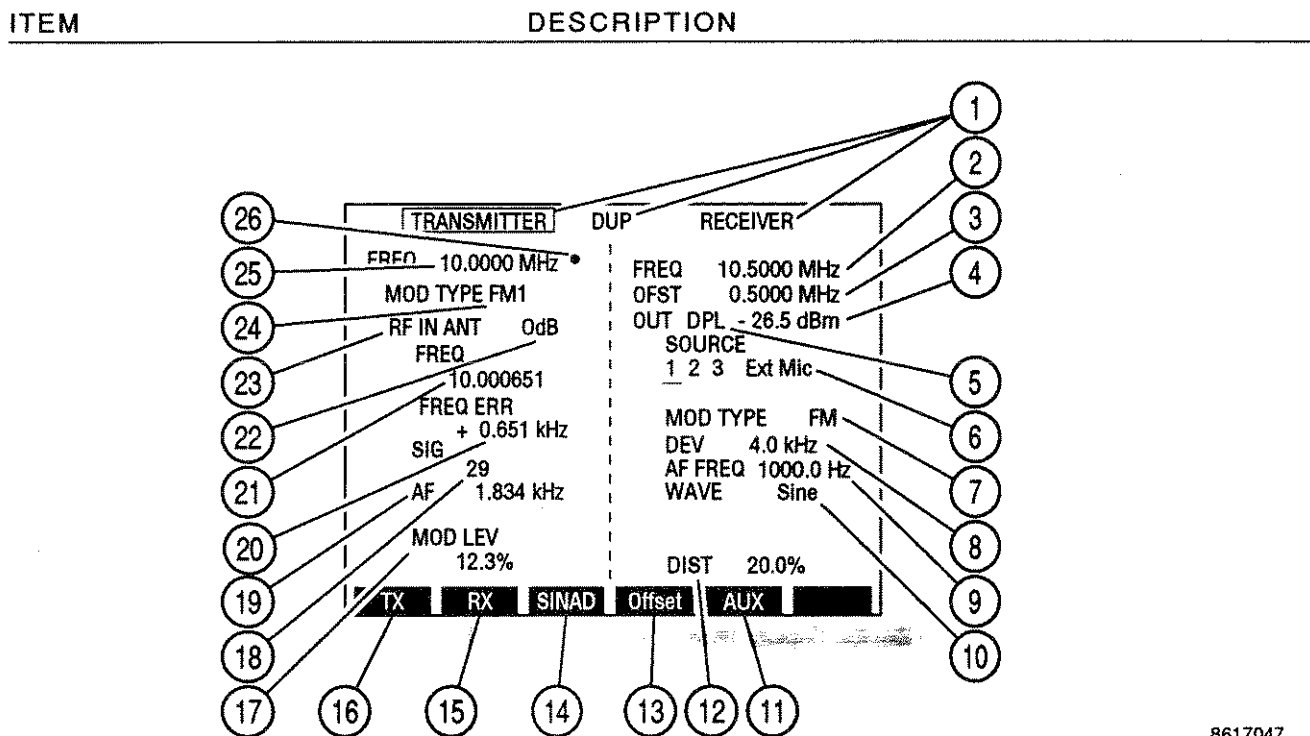 ITEM DESCRIPTION
1
2
3
4
5
6
7
8
9
10
26
25
24
23
22
21
20
19
18
17
16
15
14
13
12
11
TRANSMITTER DUP RECEIVER
FREQ 10.0000 MHz
MOD TYPE FM1
RF IN ANT 0dB
FREQ
10.000651
FREQ ERR
+ 0.651 kHz
SIG
29
AF 1.834 kHz
MOD LEV
12.3%
FREQ 10.5000 MHz
OFST 0.5000 MHz
OUT DPL - 26.5 dBm
SOURCE
1 2 3 Ext Mic
MOD TYPE FM
DEV 4.0 kHz
AF FREQ 1000.0 Hz
WAVE Sine
DIST 20.0%
TX RX SINAD Offset AUX
8617047